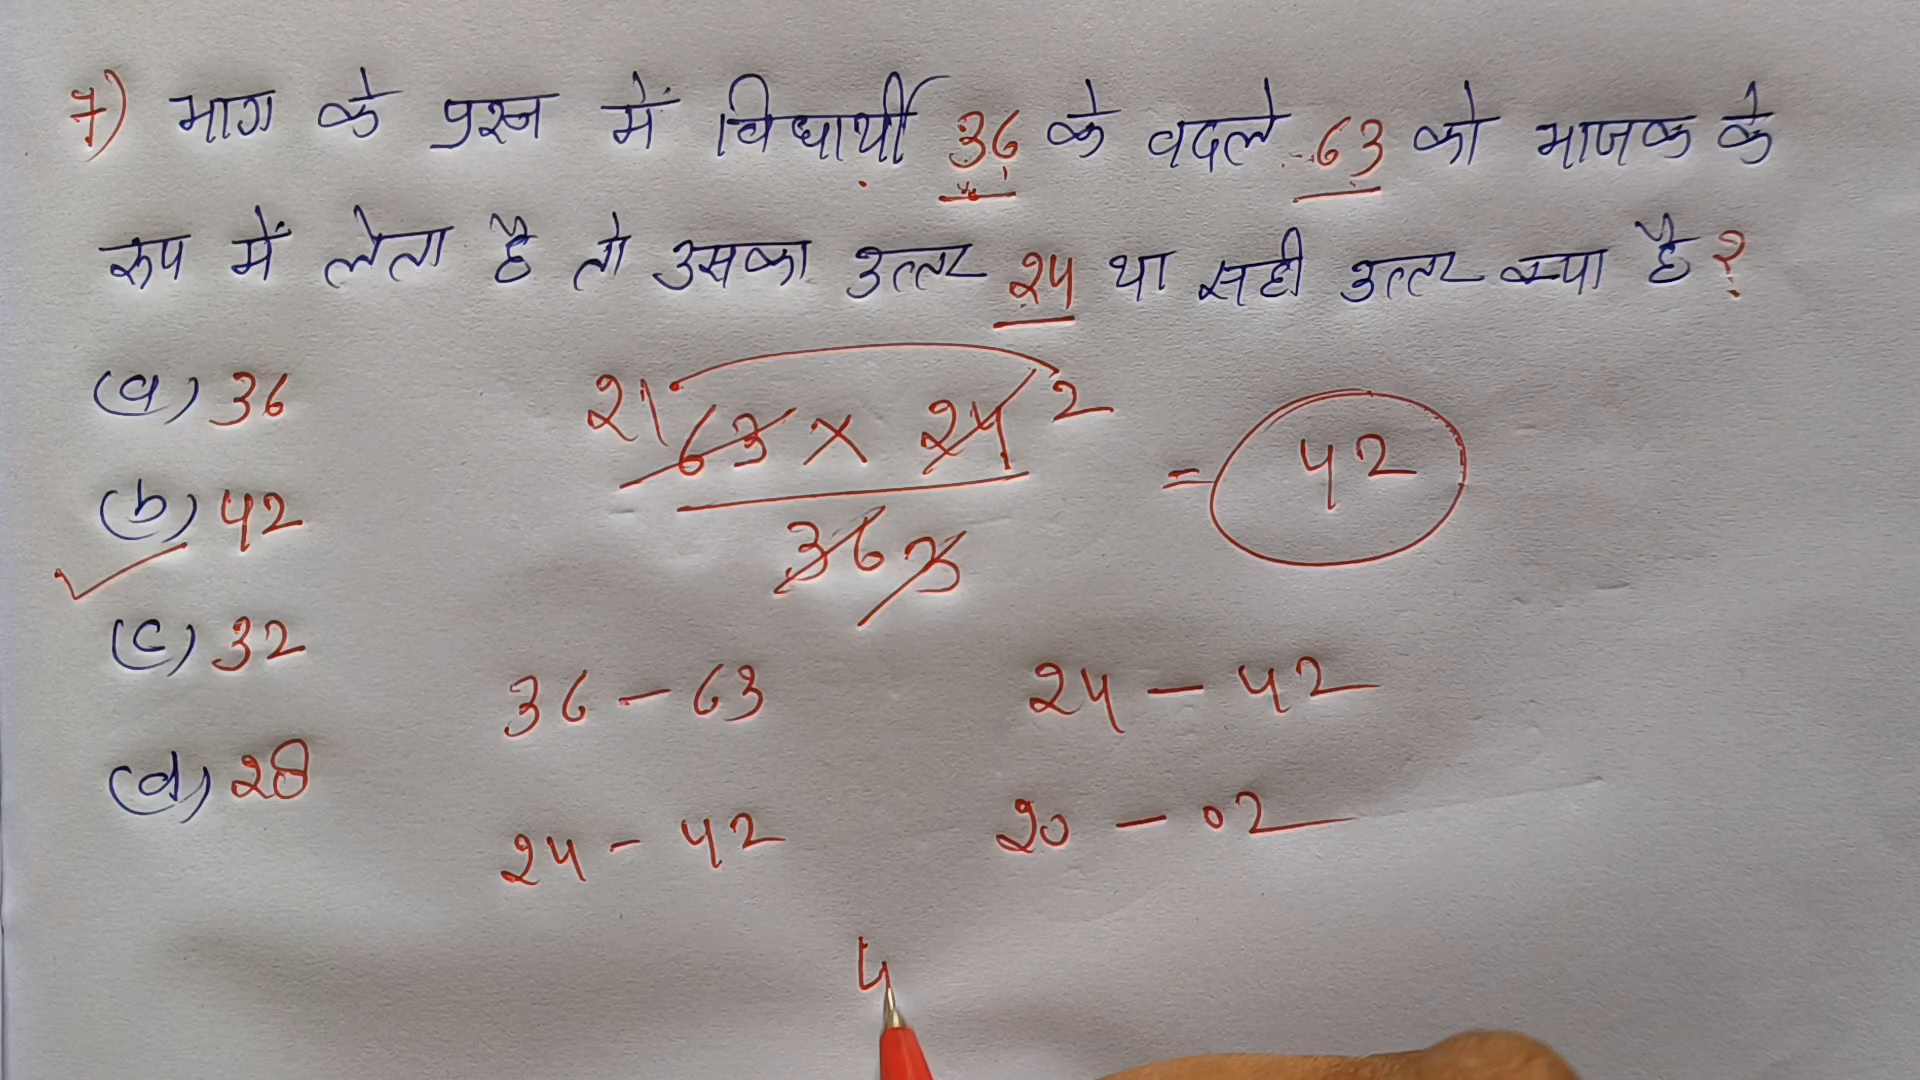 7) भाग के प्रश्न में विधार्थी 36 के बदले 63 को भाजक के
रूप में लेता है तो उसका उत्तर 24 था सही उत्तर क्या है ?
(a) 36
(b) 42
(c) 32
(d) 28
21 63 x 24 2
36 3
= 42
36 - 63
24 - 42
24 - 42
20 - 02
4